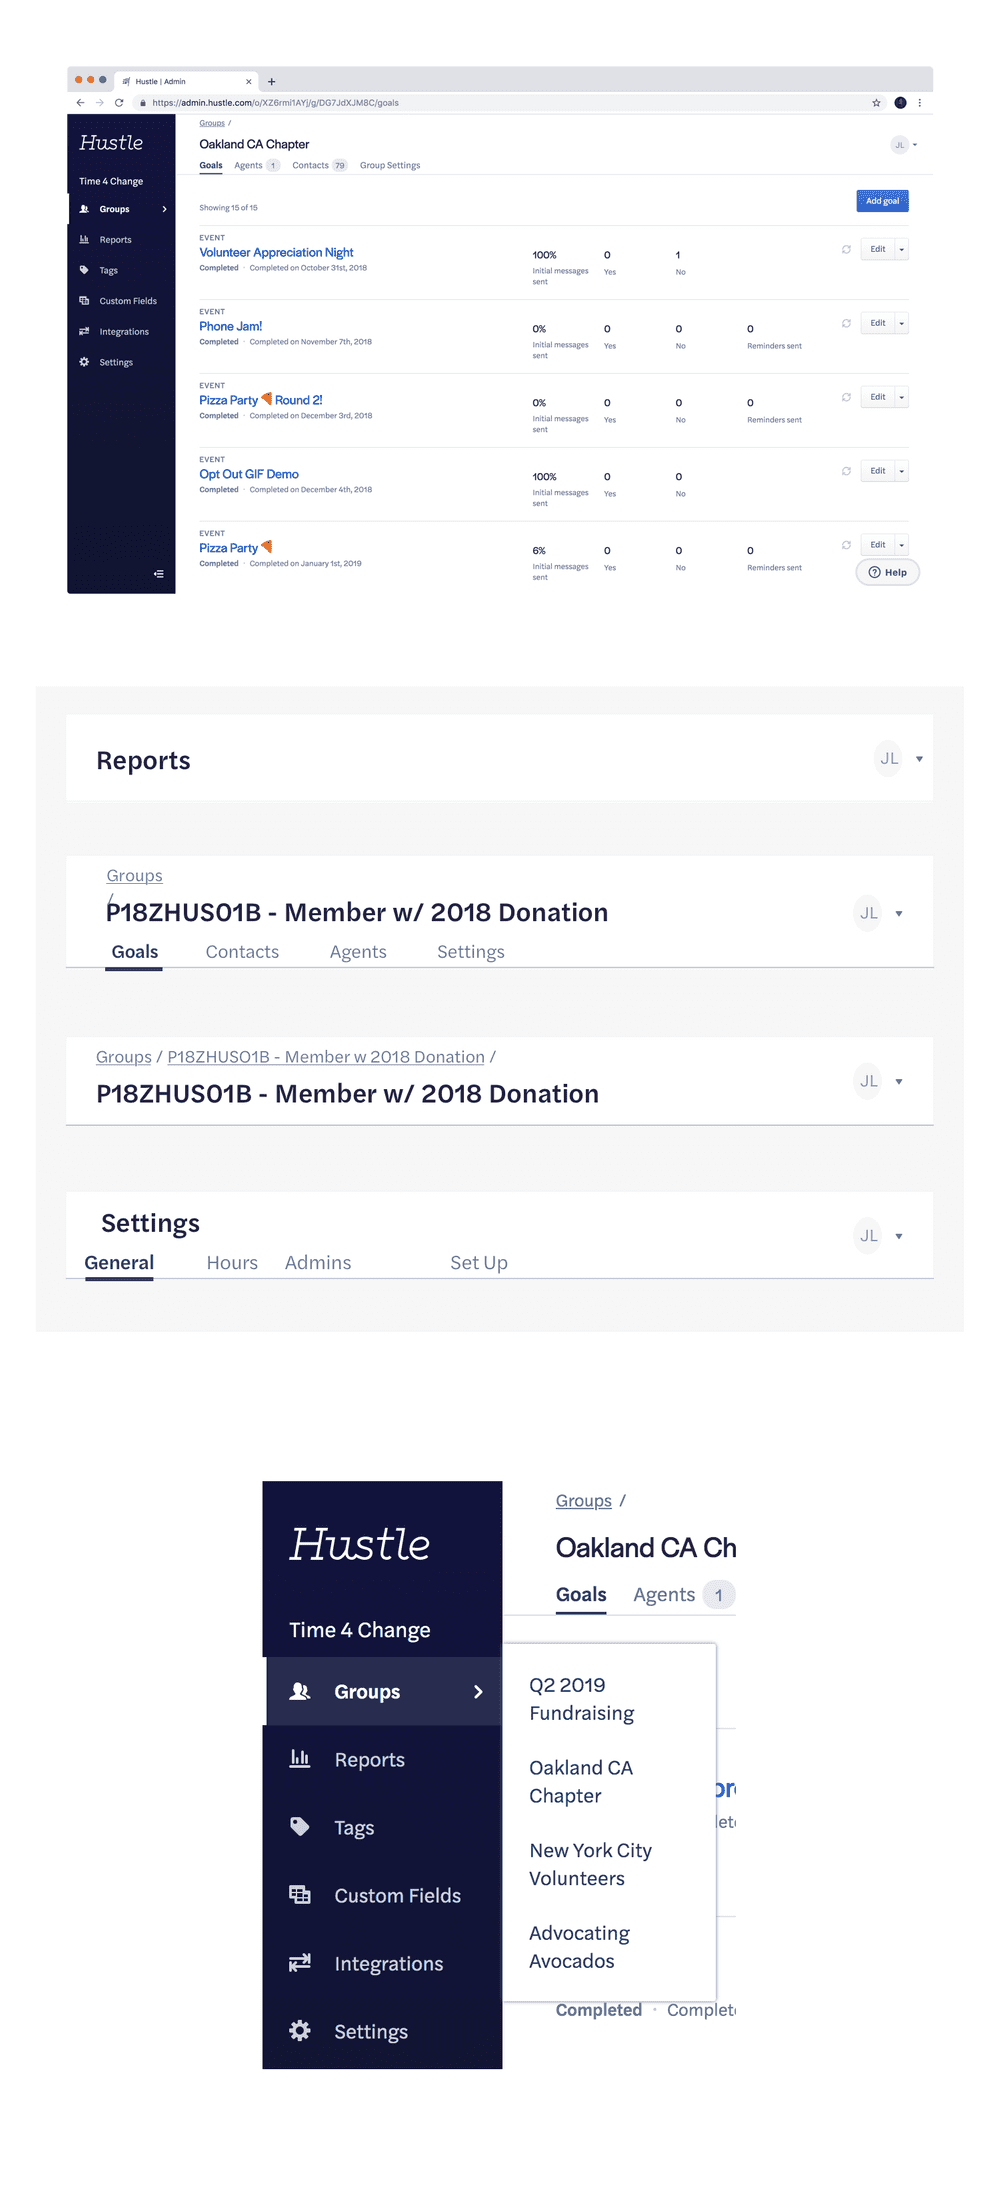 Hustle | Admin
https://admin.hustle.com/o/XZ6rmi1AYj/g/DG7JdXJM8C/goals
Hustle
Time 4 Change
Groups
Reports
Tags
Custom Fields
Integrations
Settings
Groups /
Oakland CA Chapter
JL
Goals Agents 1 Contacts 79 Group Settings
Showing 15 of 15
Add goal
EVENT
Volunteer Appreciation Night
Completed · Completed on October 31st, 2018
100% 0 1
Initial messages sent Yes No
Edit
EVENT
Phone Jam!
Completed · Completed on November 7th, 2018
0% 0 0 0
Initial messages sent Yes No Reminders sent
Edit
EVENT
Pizza Party 🍕 Round 2!
Completed · Completed on December 3rd, 2018
0% 0 0 0
Initial messages sent Yes No Reminders sent
Edit
EVENT
Opt Out GIF Demo
Completed · Completed on December 4th, 2018
100% 0 0
Initial messages sent Yes No
Edit
EVENT
Pizza Party 🍕
Completed · Completed on January 1st, 2019
6% 0 0 0
Initial messages sent Yes No Reminders sent
Edit
Help
Reports
JL
Groups
/
P18ZHUS01B - Member w/ 2018 Donation
JL
Goals Contacts Agents Settings
Groups / P18ZHUSO1B - Member w 2018 Donation /
P18ZHUS01B - Member w/ 2018 Donation
JL
Settings
JL
General Hours Admins Set Up
Hustle
Time 4 Change
Groups
Reports
Tags
Custom Fields
Integrations
Settings
Groups /
Oakland CA Ch
Goals Agents 1
Q2 2019
Fundraising
Oakland CA
Chapter
New York City
Volunteers
Advocating
Avocados
Completed · Complet